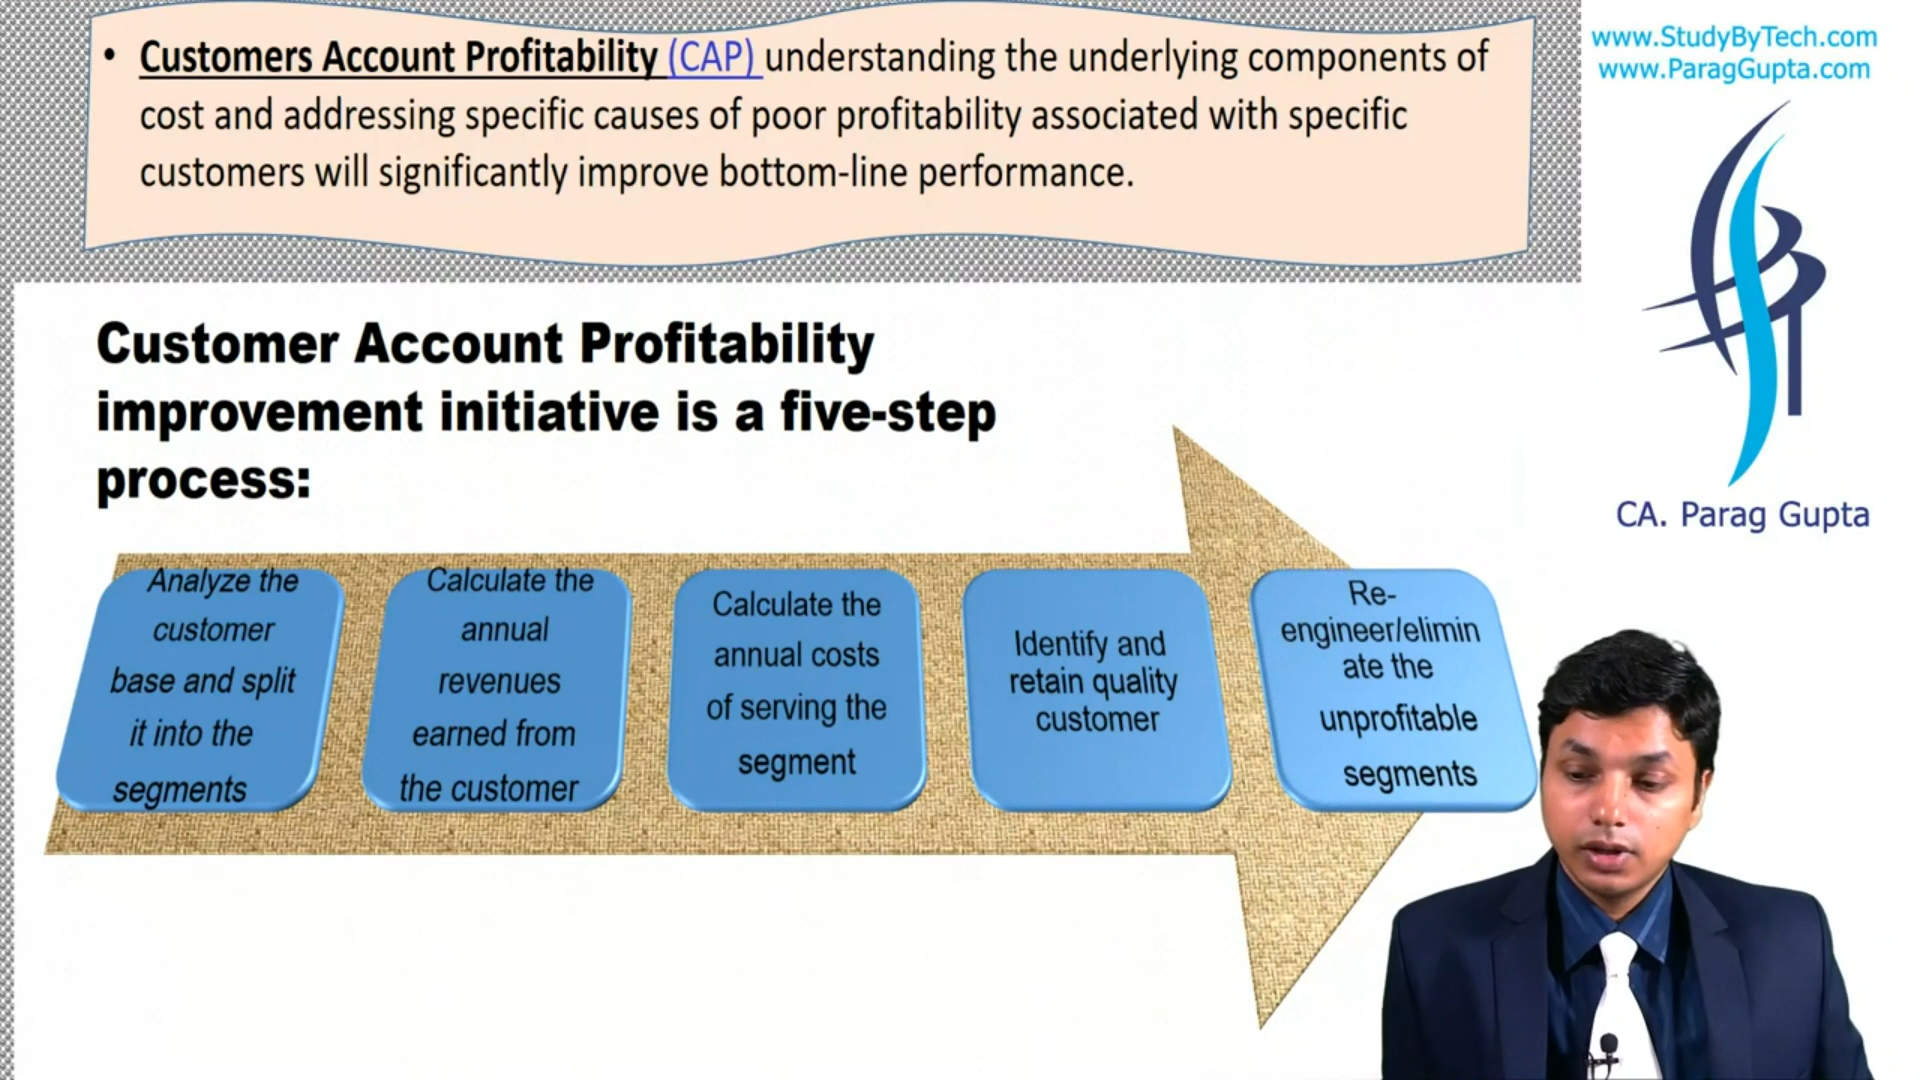 • Customers Account Profitability (CAP) understanding the underlying components of
cost and addressing specific causes of poor profitability associated with specific
customers will significantly improve bottom-line performance.
www.StudyByTech.com
www.ParagGupta.com
CA. Parag Gupta
Customer Account Profitability
improvement initiative is a five-step
process:
Analyze the
customer
base and split
it into the
segments
Calculate the
annual
revenues
earned from
the customer
Calculate the
annual costs
of serving the
segment
Identify and
retain quality
customer
Re-
engineer/elimin
ate the
unprofitable
segments